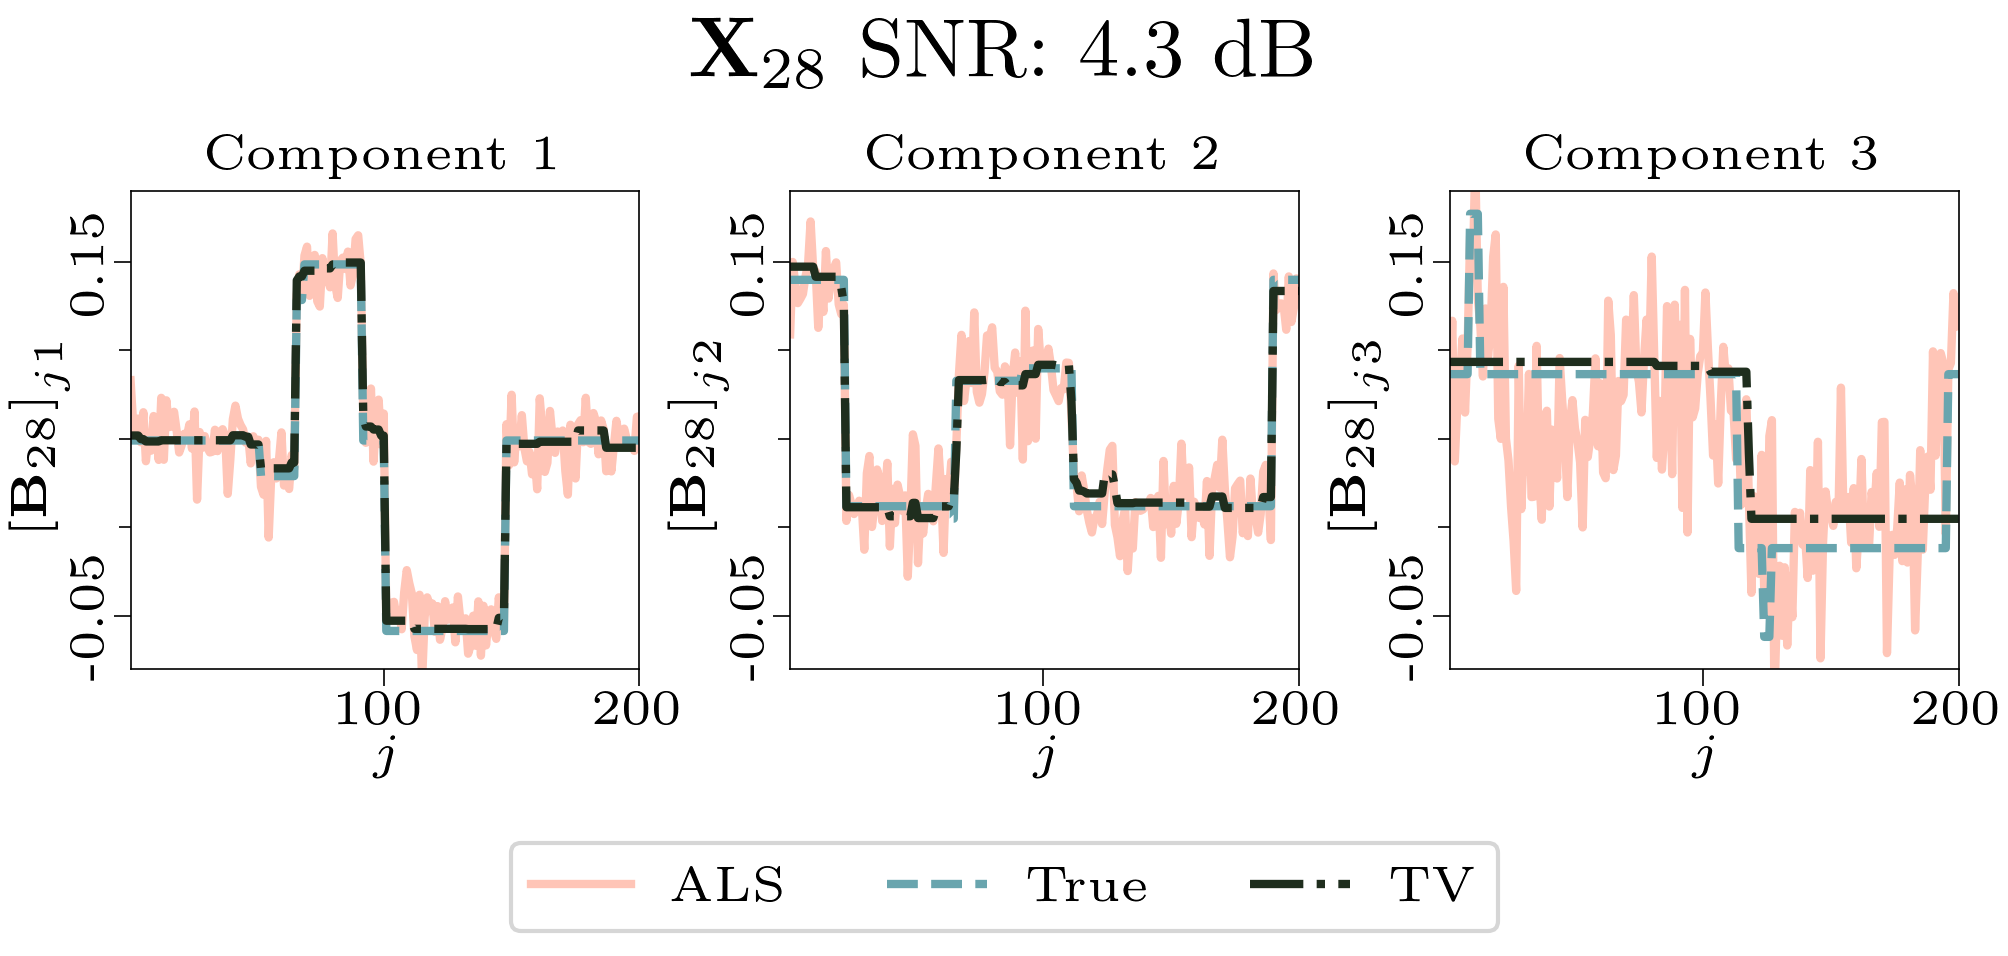 X₂₈ SNR: 4.3 dB
Component 1
Component 2
Component 3
[B₂₈]ⱼ₁
0.15
-0.05
100
200
j
[B₂₈]ⱼ₂
0.15
-0.05
100
200
j
[B₂₈]ⱼ₃
0.15
-0.05
100
200
j
ALS True TV